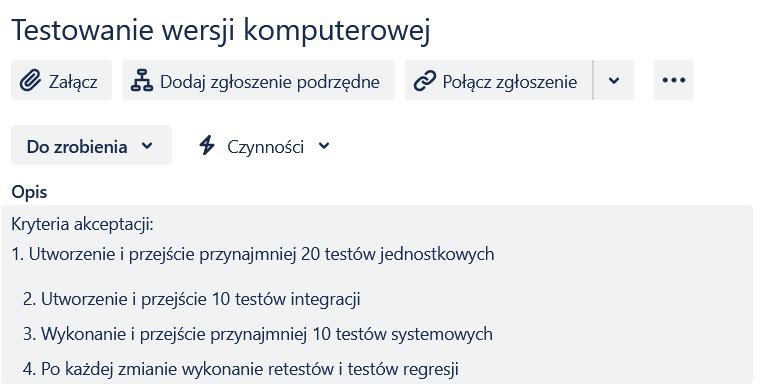 Testowanie wersji komputerowej
Załącz Dodaj zgłoszenie podrzędne Połącz zgłoszenie
Do zrobienia Czynności
Opis
Kryteria akceptacji:
1. Utworzenie i przejście przynajmniej 20 testów jednostkowych
2. Utworzenie i przejście 10 testów integracji
3. Wykonanie i przejście przynajmniej 10 testów systemowych
4. Po każdej zmianie wykonanie retestów i testów regresji